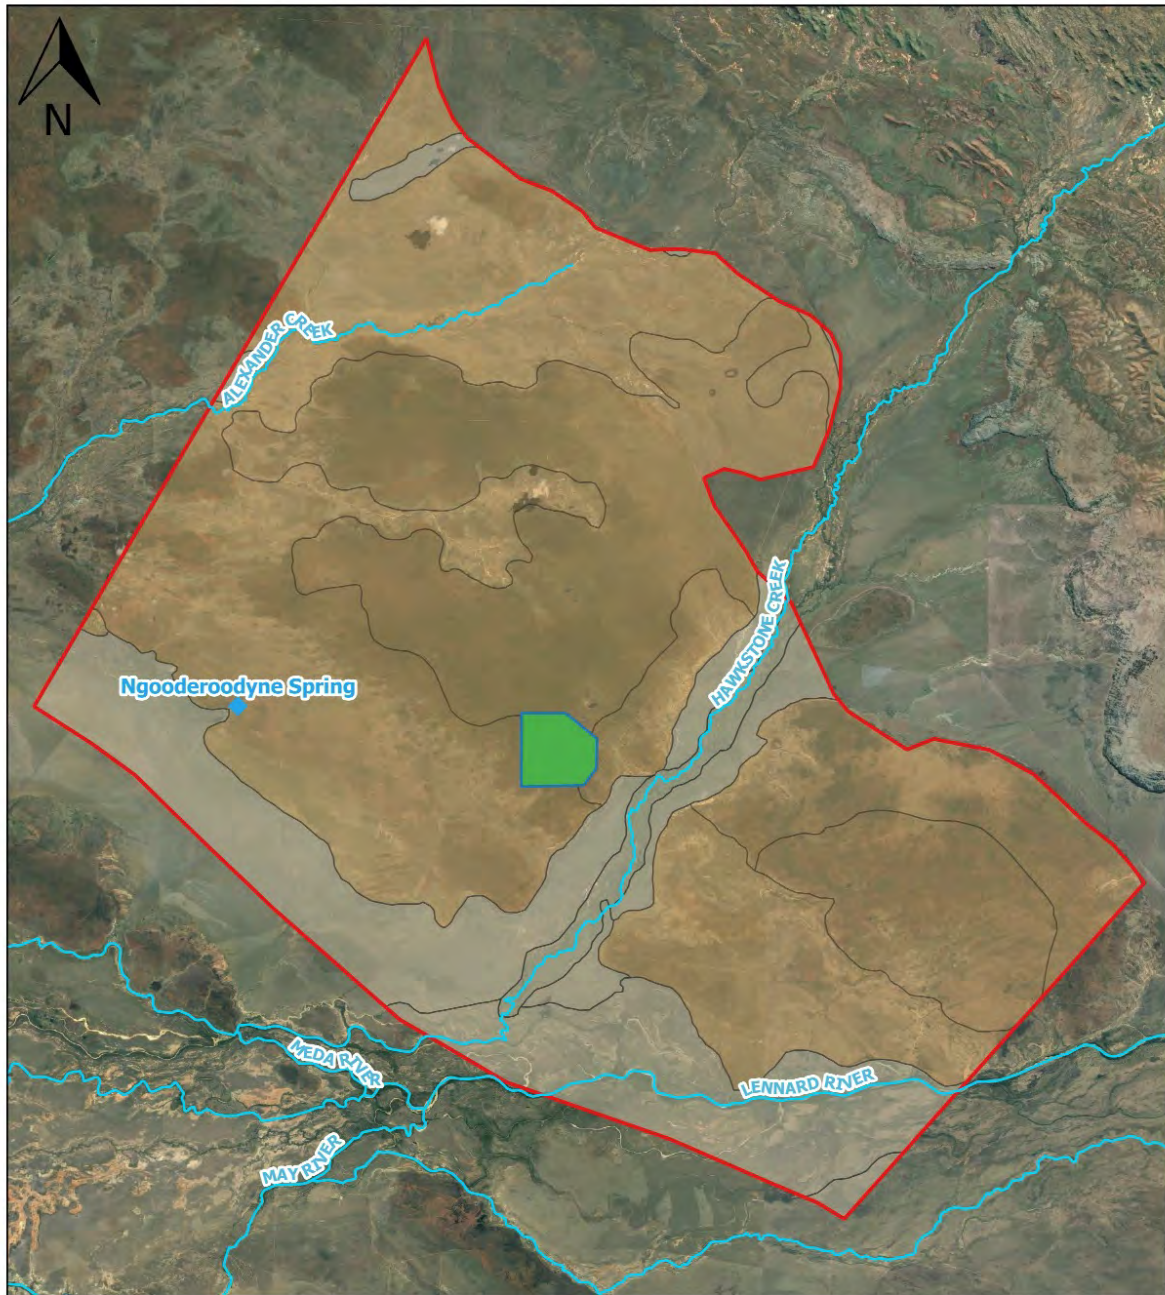 N
ALEXANDER CREEK
HAWKSTONE CREEK
Ngooderoodyne Spring
MEDA RIVER
LENNARD RIVER
MAY RIVER